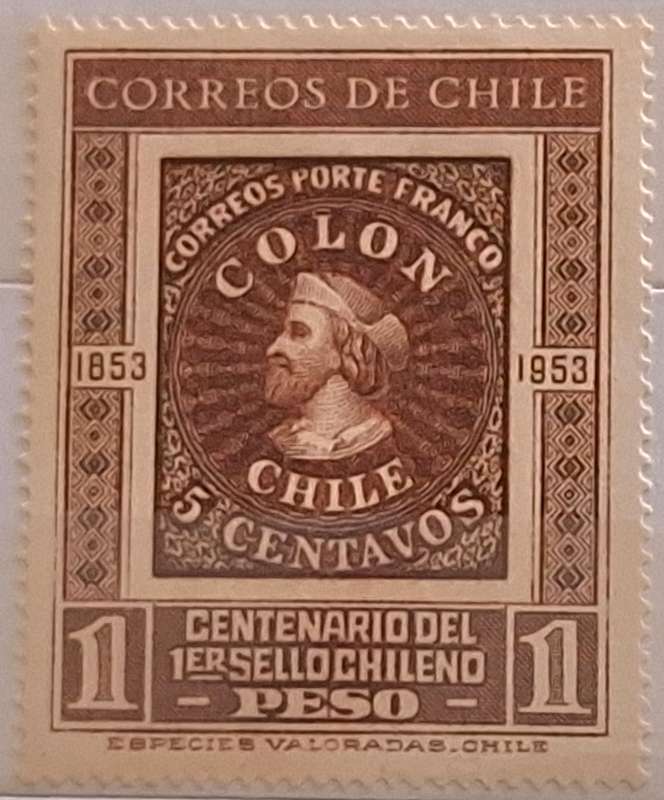 CORREOS DE CHILE
CORREOS PORTE FRANCO
COLON
1853
1953
CHILE
5 CENTAVOS
1
CENTENARIO DEL
1ER SELLO CHILENO
- PESO -
1
ESPECIES VALORADAS.CHILE